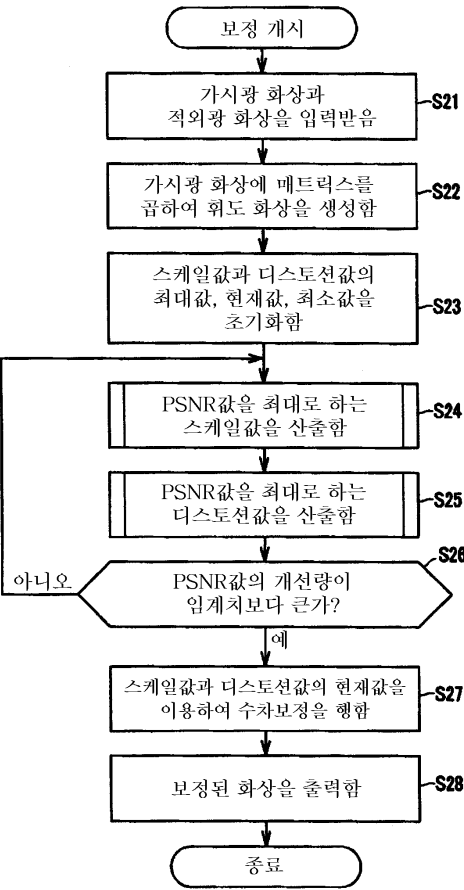 보정 개시
가시광 화상과
적외광 화상을 입력받음
S21
가시광 화상에 매트릭스를
곱하여 휘도 화상을 생성함
S22
스케일값과 디스토션값의
최대값, 현재값, 최소값을
초기화함
S23
PSNR값을 최대로 하는
스케일값을 산출함
S24
PSNR값을 최대로 하는
디스토션값을 산출함
S25
S26
아니오
PSNR값의 개선량이
임계치보다 큰가?
예
스케일값과 디스토션값의 현재값을
이용하여 수차보정을 행함
S27
보정된 화상을 출력함
S28
종료